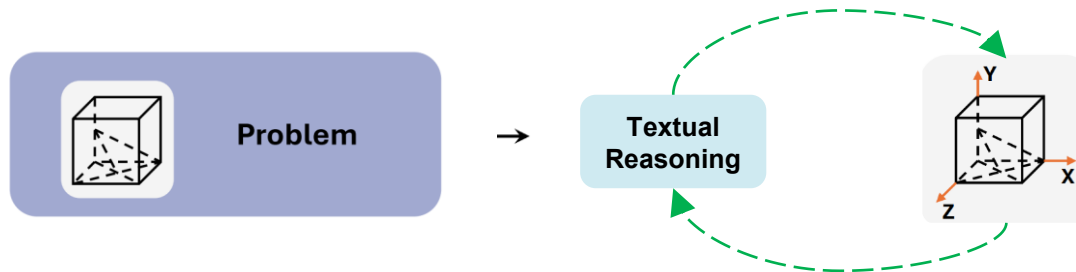 Problem
Textual
Reasoning
Y
X
Z